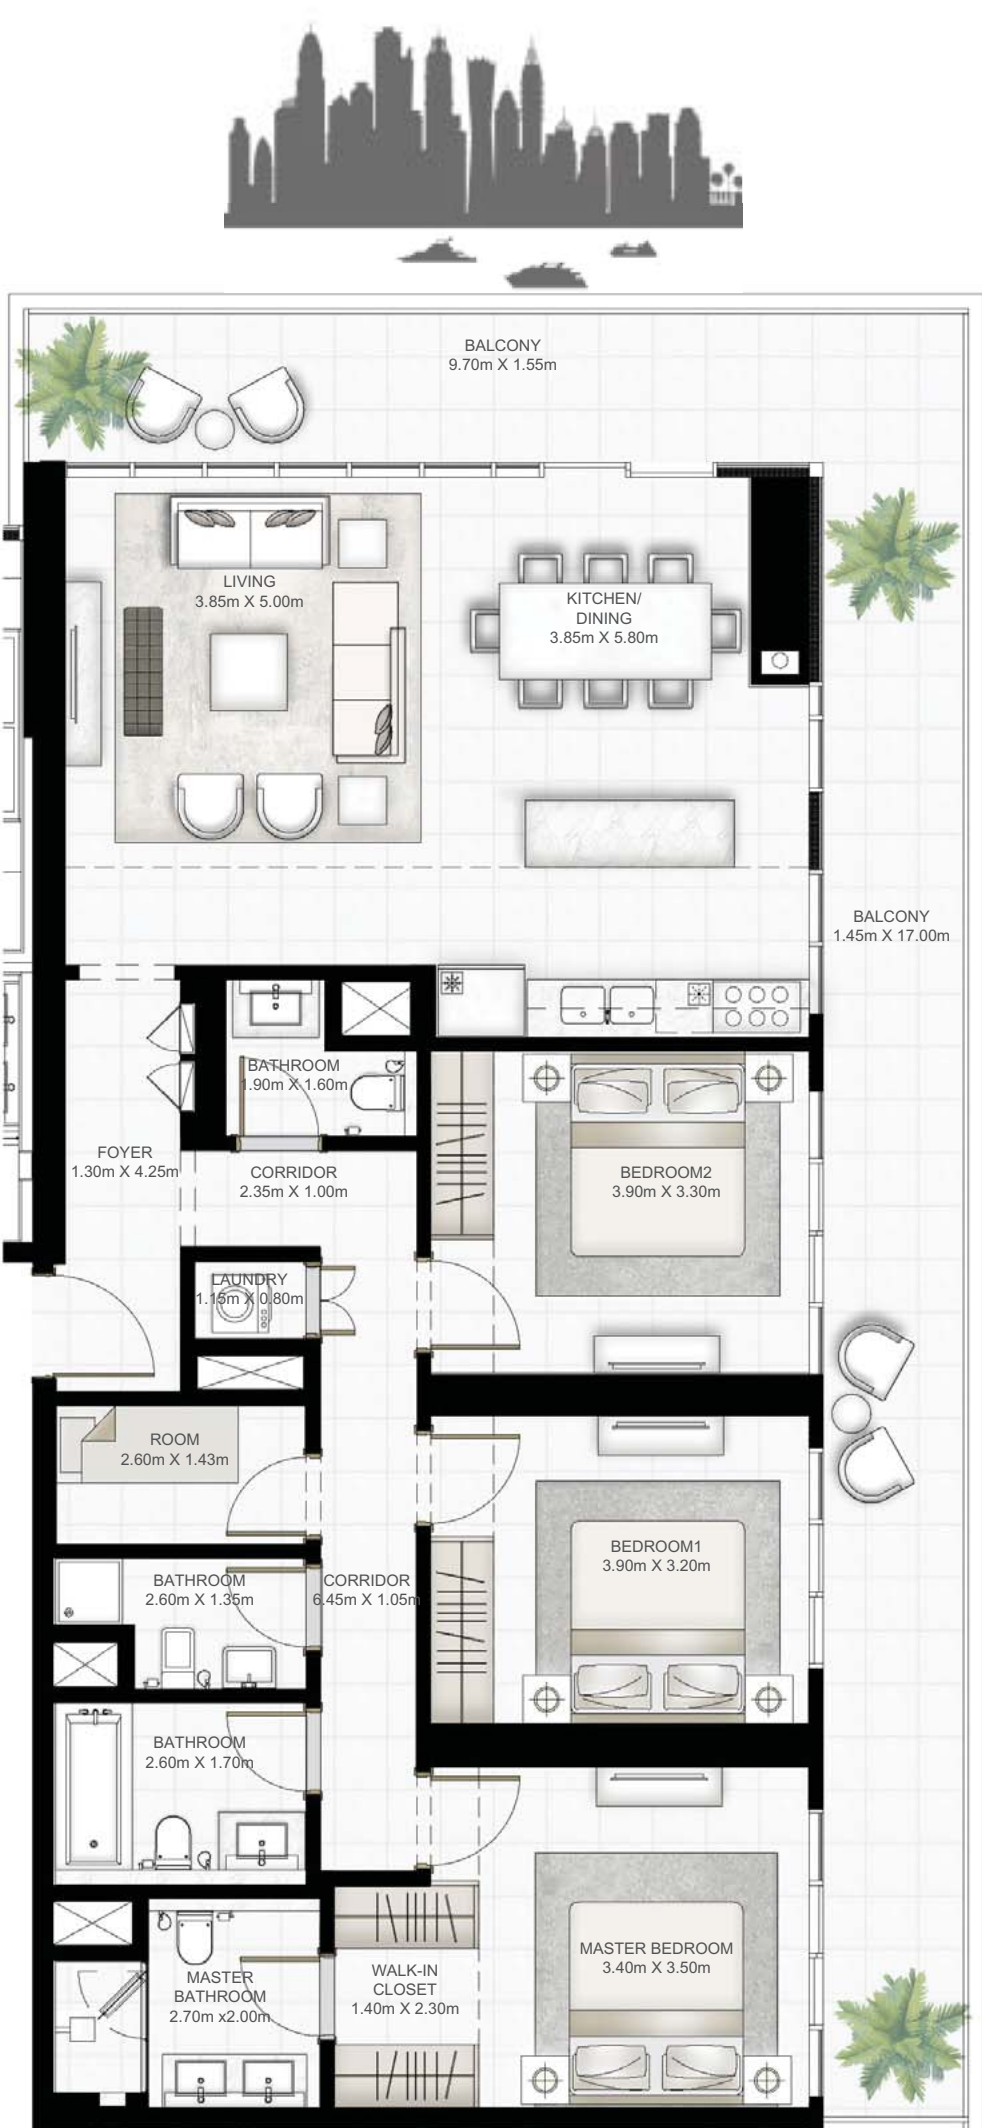 BALCONY
9.70m X 1.55m
LIVING
3.85m X 5.00m
KITCHEN/
DINING
3.85m X 5.80m
BALCONY
1.45m X 17.00m
BATHROOM
1.90m X 1.60m
FOYER
1.30m X 4.25m
CORRIDOR
2.35m X 1.00m
BEDROOM2
3.90m X 3.30m
LAUNDRY
1.15m X 0.80m
ROOM
2.60m X 1.43m
BEDROOM1
3.90m X 3.20m
BATHROOM
2.60m X 1.35m
CORRIDOR
6.45m X 1.05m
BATHROOM
2.60m X 1.70m
MASTER BEDROOM
3.40m X 3.50m
WALK-IN
CLOSET
1.40m X 2.30m
MASTER
BATHROOM
2.70m x2.00m